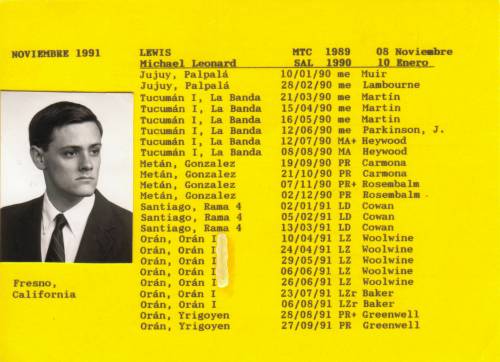 NOVIEMBRE 1991 LEWIS MTC 1989 08 Noviembre
Michael Leonard SAL 1990 10 Enero
Jujuy, Palpalá 10/01/90 me Muir
Jujuy, Palpalá 28/02/90 me Lambourne
Tucumán I, La Banda 21/03/90 me Martin
Tucumán I, La Banda 15/04/90 me Martin
Tucumán I, La Banda 16/05/90 me Martin
Tucumán I, La Banda 12/06/90 me Parkinson, J.
Tucumán I, La Banda 12/07/90 MA+ Heywood
Tucumán I, La Banda 08/08/90 MA Heywood
Metán, Gonzalez 19/09/90 PR Carmona
Metán, Gonzalez 21/10/90 PR Carmona
Metán, Gonzalez 07/11/90 PR+ Rosembalm
Metán, Gonzalez 02/12/90 PR Rosembalm
Santiago, Rama 4 02/01/91 LD Cowan
Santiago, Rama 4 05/02/91 LD Cowan
Santiago, Rama 4 13/03/91 LD Cowan
Orán, Orán I 10/04/91 LZ Woolwine
Orán, Orán I 24/04/91 LZ Woolwine
Orán, Orán I 29/05/91 LZ Woolwine
Orán, Orán I 06/06/91 LZ Woolwine
Orán, Orán I 26/06/91 LZ Woolwine
Orán, Orán I 23/07/91 LZr Baker
Orán, Orán I 06/08/91 LZr Baker
Orán, Yrigoyen 28/08/91 PR+ Greenwell
Orán, Yrigoyen 27/09/91 PR Greenwell
Fresno,
California